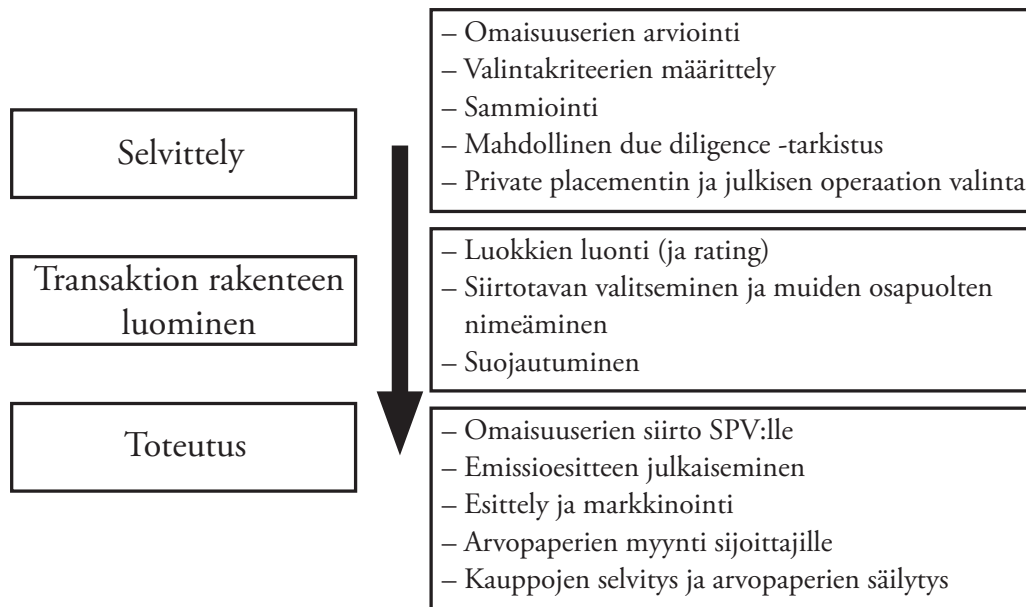 Selvittely
– Omaisuuserien arviointi
– Valintakriteerien määrittely
– Sammiointi
– Mahdollinen due diligence -tarkistus
– Private placementin ja julkisen operaation valinta
Transaktion rakenteen
luominen
– Luokkien luonti (ja rating)
– Siirtotavan valitseminen ja muiden osapuolten
nimeäminen
– Suojautuminen
Toteutus
– Omaisuuserien siirto SPV:lle
– Emissioesitteen julkaiseminen
– Esittely ja markkinointi
– Arvopaperien myynti sijoittajille
– Kauppojen selvitys ja arvopaperien säilytys